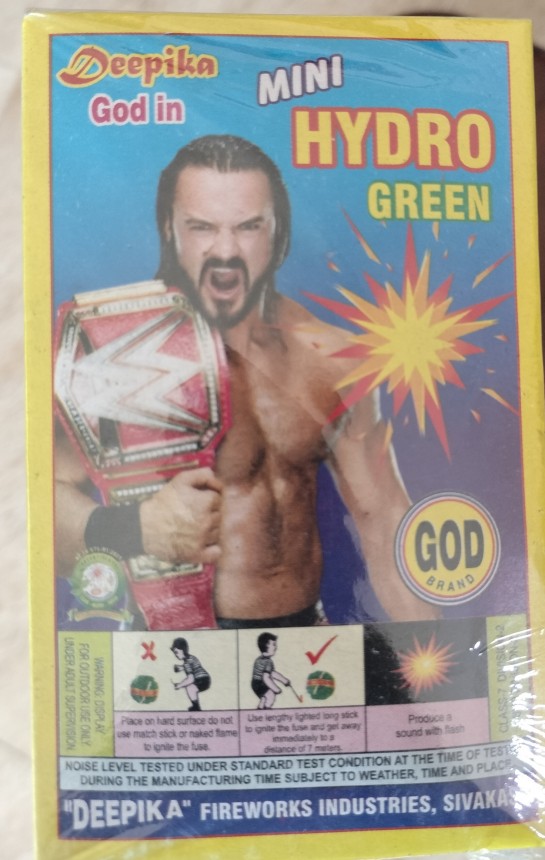 Deepika
God in
MINI
HYDRO
GREEN
GOD
BRAND
WARNING: DISPLAY
FOR OUTDOOR USE ONLY
UNDER ADULT SUPERVISION
Place on hard surface do not
use match stick or naked flame
to ignite the fuse.
Use lengthy lighted long stick
to ignite the fuse and get away
immediately to a
distance of 7 meters.
Produce a
sound with flash
CLASS-7 DIVISION-2
NOISE LEVEL TESTED UNDER STANDARD TEST CONDITION AT THE TIME OF TEST
DURING THE MANUFACTURING TIME SUBJECT TO WEATHER, TIME AND PLACE
"DEEPIKA" FIREWORKS INDUSTRIES, SIVAKA